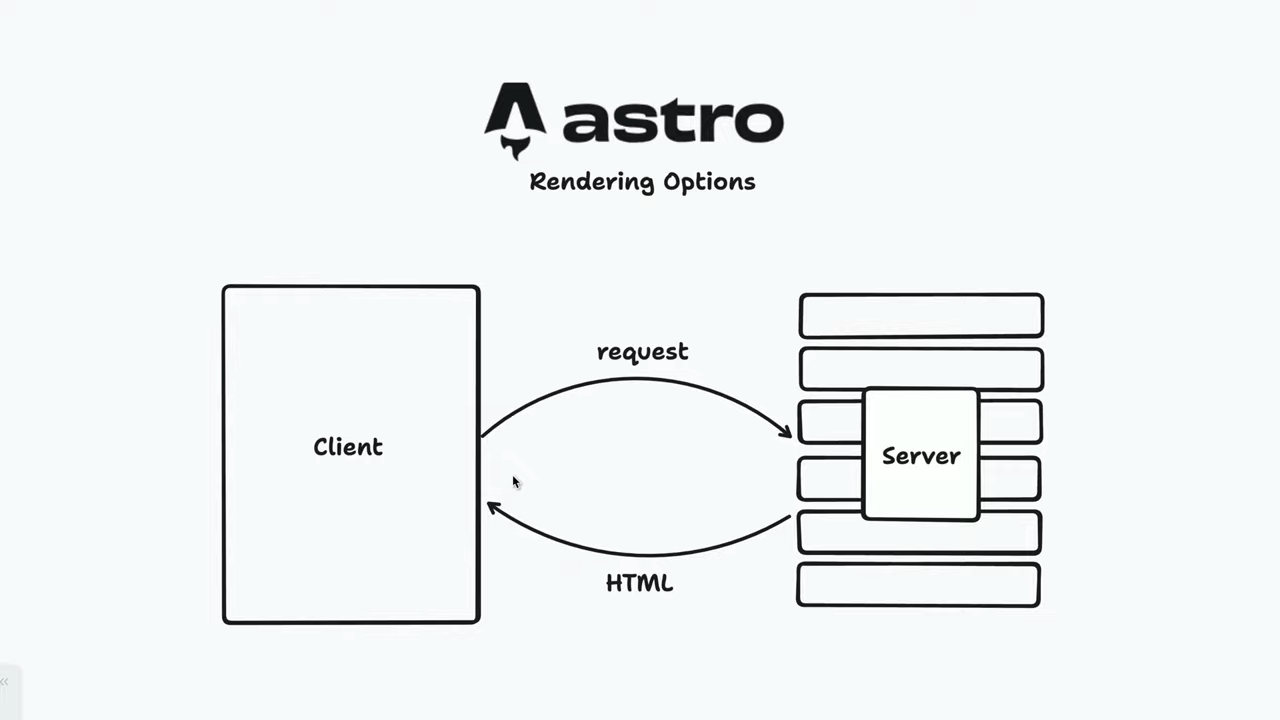 astro
Rendering Options
request
Client
Server
HTML